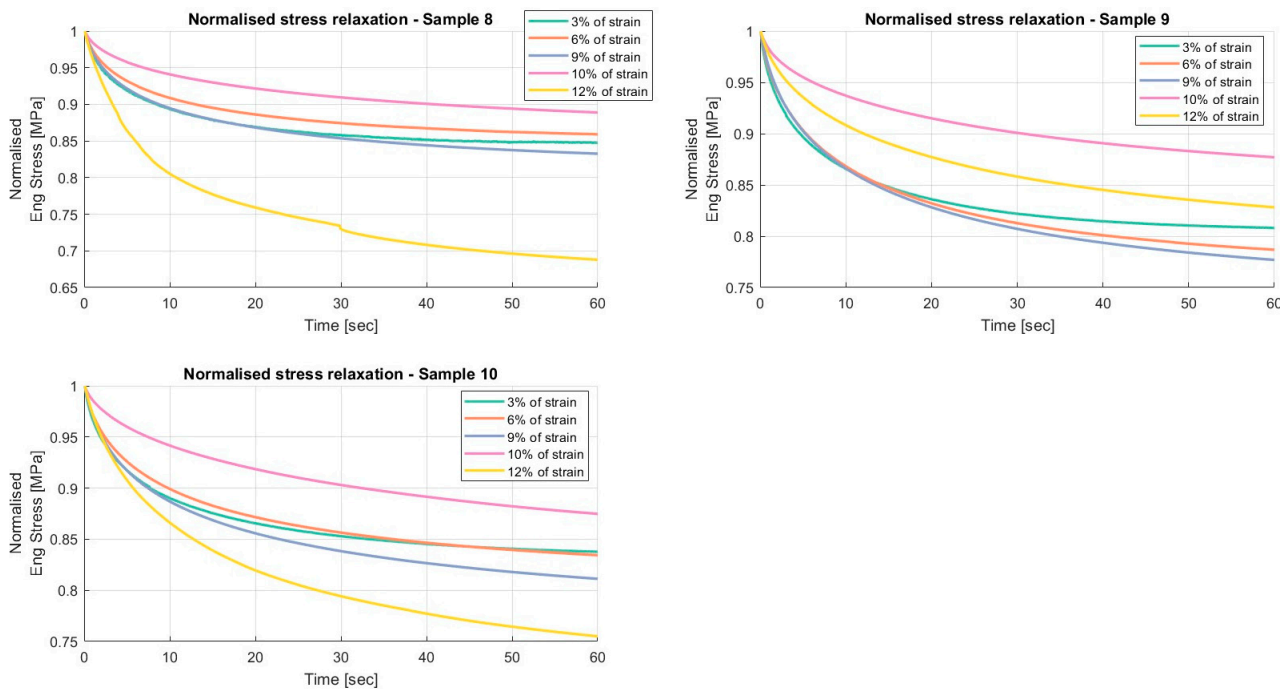 Normalised stress relaxation - Sample 8
Normalised
Eng Stress [MPa]
1
0.95
0.9
0.85
0.8
0.75
0.7
0.65
0 10 20 30 40 50 60
Time [sec]
3% of strain
6% of strain
9% of strain
10% of strain
12% of strain
Normalised stress relaxation - Sample 9
Normalised
Eng Stress [MPa]
1
0.95
0.9
0.85
0.8
0.75
0 10 20 30 40 50 60
Time [sec]
3% of strain
6% of strain
9% of strain
10% of strain
12% of strain
Normalised stress relaxation - Sample 10
Normalised
Eng Stress [MPa]
1
0.95
0.9
0.85
0.8
0.75
0 10 20 30 40 50 60
Time [sec]
3% of strain
6% of strain
9% of strain
10% of strain
12% of strain